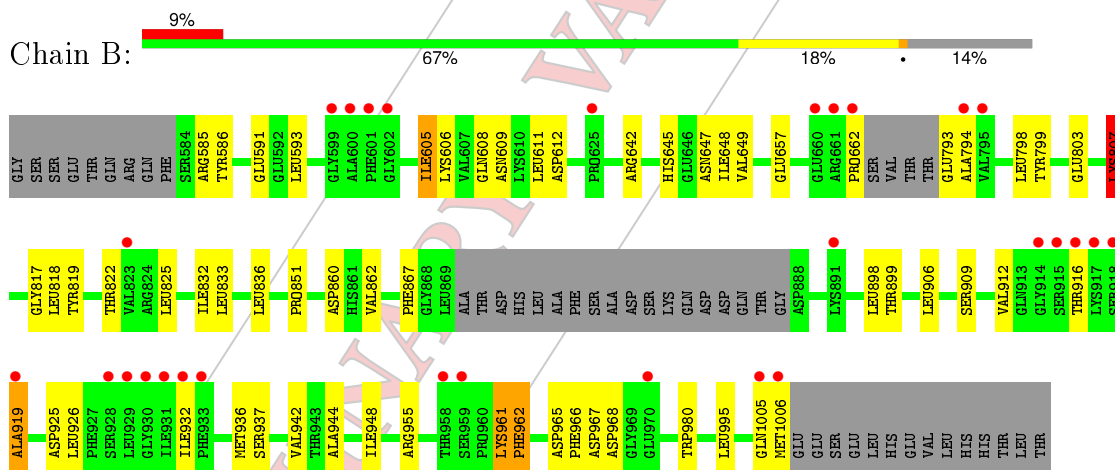 9%
Chain B:
67% 18% • 14%
GLY SER SER GLU THR GLN ARG GLN PHE SER584 ARG585 TYR586 GLU591 GLU592 LEU593 GLY599 ALA600 PHE601 GLY602 ILE605 LYS606 VAL607 GLN608 ASN609 LYS610 LEU611 ASP612 PRO625 ARG642 HIS645 GLU646 ASN647 ILE648 VAL649 GLU657 GLU660 ARG661 PRO662 SER VAL THR THR GLU793 ALA794 VAL795 LEU798 TYR799 GLU803 LYS807
GLY817 LEU818 TYR819 THR822 VAL823 ARG824 LEU825 ILE832 LEU833 LEU836 PRO851 ASP860 HIS861 VAL862 PHE867 GLY868 LEU869 ALA THR ASP HIS LEU ALA PHE SER ALA ASP SER LYS GLN ASP ASP GLN THR GLY ASP888 LYS891 LEU898 THR899 LEU906 SER909 VAL912 GLN913 GLY914 SER915 THR916 LYS917 SER918
ALA919 ASP925 LEU926 PHE927 SER928 LEU929 GLY930 ILE931 ILE932 PHE933 MET936 SER937 VAL942 THR943 ALA944 ILE948 ARG955 THR958 SER959 PRO960 LYS961 PHE962 ASP965 PHE966 ASP967 ASP968 GLY969 GLU970 TRP980 LEU995 GLN1005 MET1006 GLU GLU SER GLU LEU HIS GLU VAL LEU HIS HIS THR LEU THR